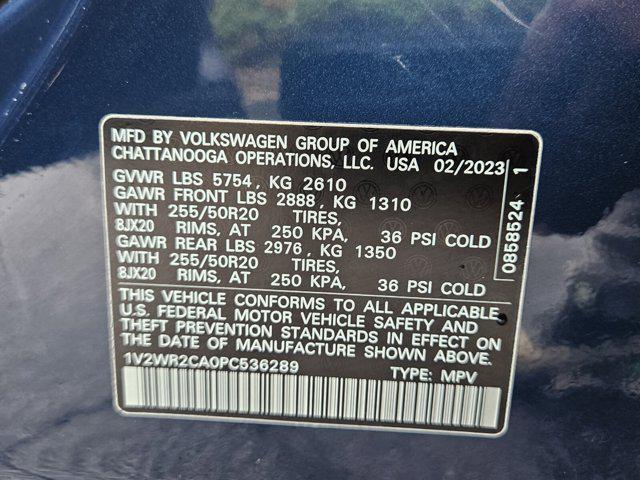 MFD BY VOLKSWAGEN GROUP OF AMERICA
CHATTANOOGA OPERATIONS, LLC. USA 02/2023
GVWR LBS 5754, KG 2610
GAWR FRONT LBS 2888, KG 1310
WITH 255/50R20 TIRES,
8JX20 RIMS, AT 250 KPA, 36 PSI COLD
GAWR REAR LBS 2976, KG 1350
WITH 255/50R20 TIRES,
8JX20 RIMS, AT 250 KPA, 36 PSI COLD
THIS VEHICLE CONFORMS TO ALL APPLICABLE
U.S. FEDERAL MOTOR VEHICLE SAFETY AND
THEFT PREVENTION STANDARDS IN EFFECT ON
THE DATE OF MANUFACTURE SHOWN ABOVE.
1V2WR2CA0PC536289 TYPE: MPV
0888524 1